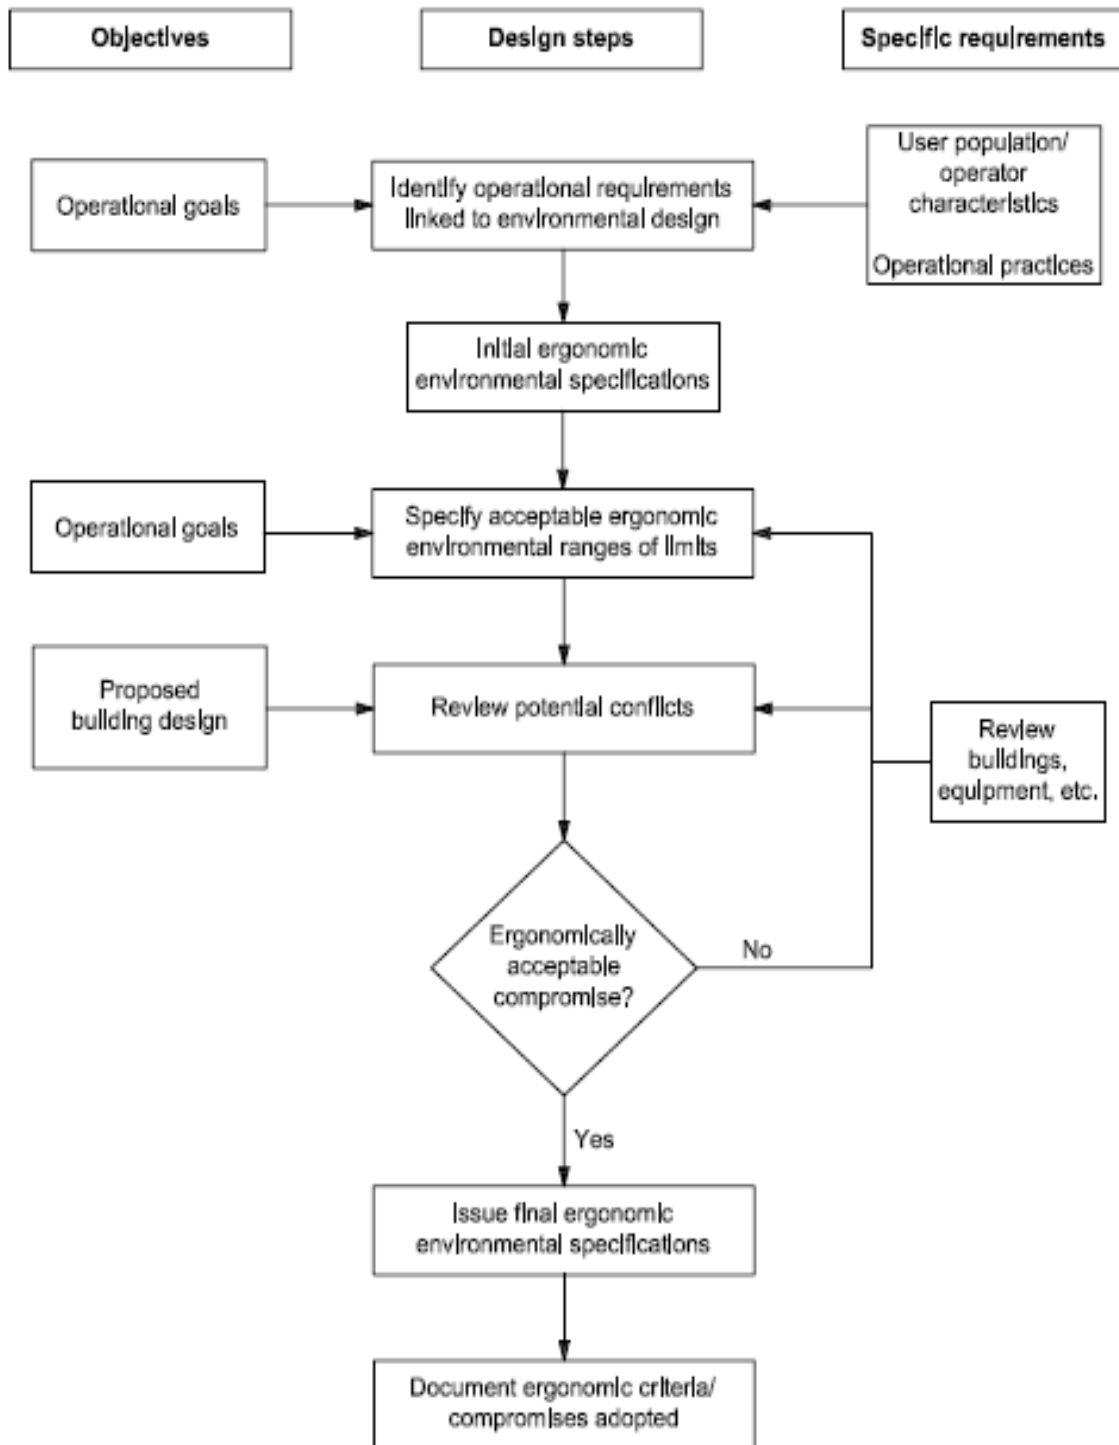 Objectives
Design steps
Specific requirements
Operational goals
Identify operational requirements
linked to environmental design
User population/
operator
characteristics
Operational practices
Initial ergonomic
environmental specifications
Operational goals
Specify acceptable ergonomic
environmental ranges of limits
Proposed
building design
Review potential conflicts
Review
buildings,
equipment, etc.
Ergonomically
acceptable
compromise?
No
Yes
Issue final ergonomic
environmental specifications
Document ergonomic criteria/
compromises adopted